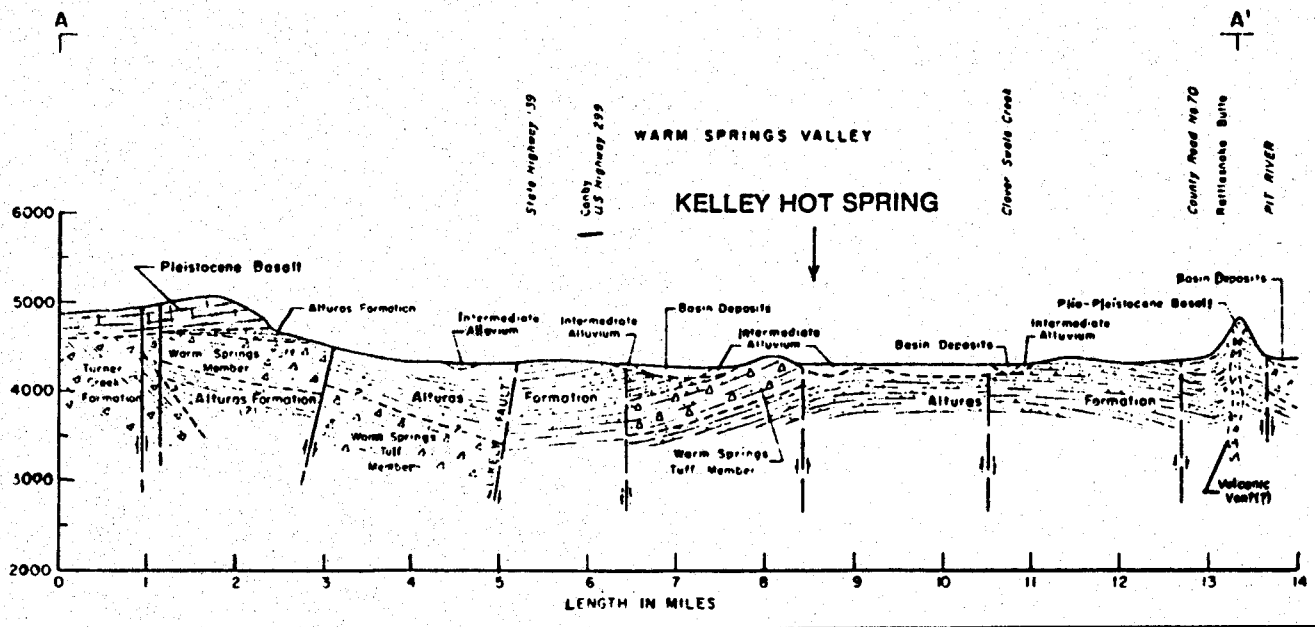 A
A'
State Highway 139
Canby
US Highway 299
WARM SPRINGS VALLEY
KELLEY HOT SPRING
Clover Swale Creek
County Road No. 70
Rattlesnake Butte
PIT RIVER
6000
5000
4000
3000
2000
Pleistocene Basalt
Alturas Formation
Intermediate
Alluvium
Intermediate
Alluvium
Basin Deposits
Intermediate
Alluvium
Basin Deposits
Intermediate
Alluvium
Plio-Pleistocene Basalt
Basin Deposits
Turner
Creek
Formation
Warm Springs
Member
Alturas Formation
(?)
Warm Springs
Tuff
Member
Alturas
LIKELY FAULT
Formation
Warm Springs
Tuff Member
Alturas
Formation
Volcanic
Vent(?)
0 1 2 3 4 5 6 7 8 9 10 11 12 13 14
LENGTH IN MILES